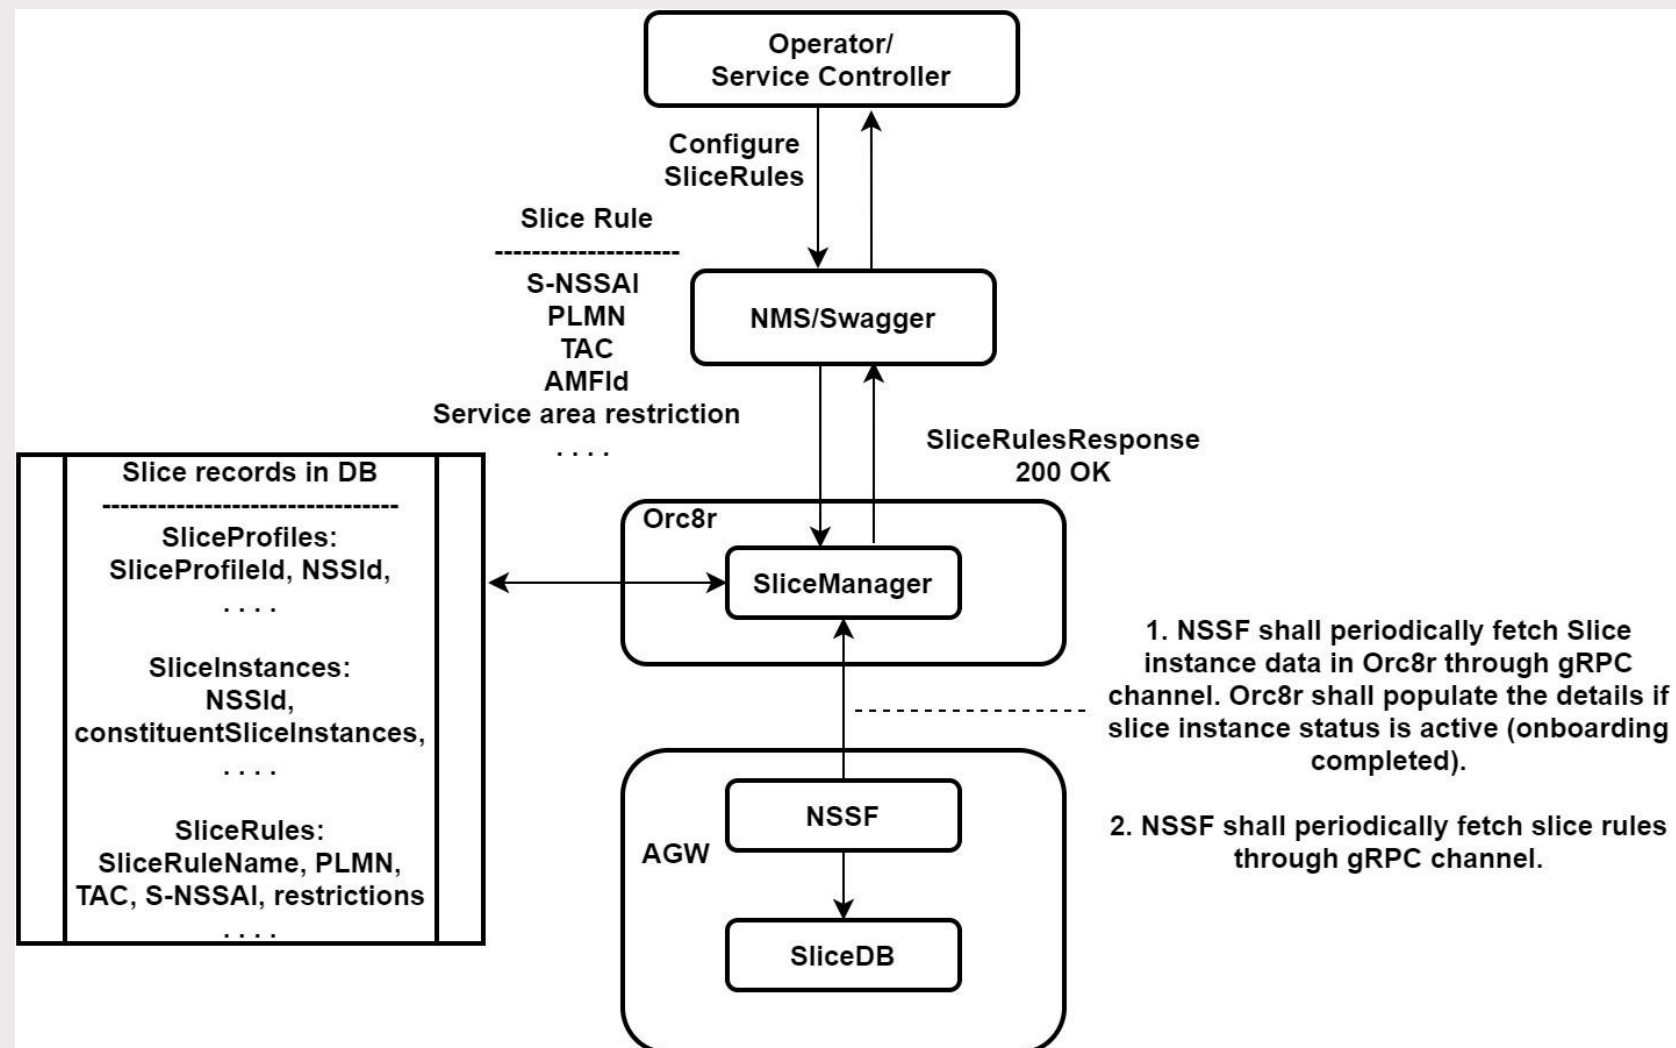 Operator/
Service Controller
Configure
SliceRules
Slice Rule
--------------------
S-NSSAI
PLMN
TAC
AMFId
Service area restriction
. . . .
NMS/Swagger
SliceRulesResponse
200 OK
Slice records in DB
--------------------------------
SliceProfiles:
SliceProfileId, NSSId,
. . . .
SliceInstances:
NSSId,
constituentSliceInstances,
. . . .
SliceRules:
SliceRuleName, PLMN,
TAC, S-NSSAI, restrictions
. . . .
Orc8r
SliceManager
1. NSSF shall periodically fetch Slice
instance data in Orc8r through gRPC
channel. Orc8r shall populate the details if
slice instance status is active (onboarding
completed).
2. NSSF shall periodically fetch slice rules
through gRPC channel.
AGW
NSSF
SliceDB